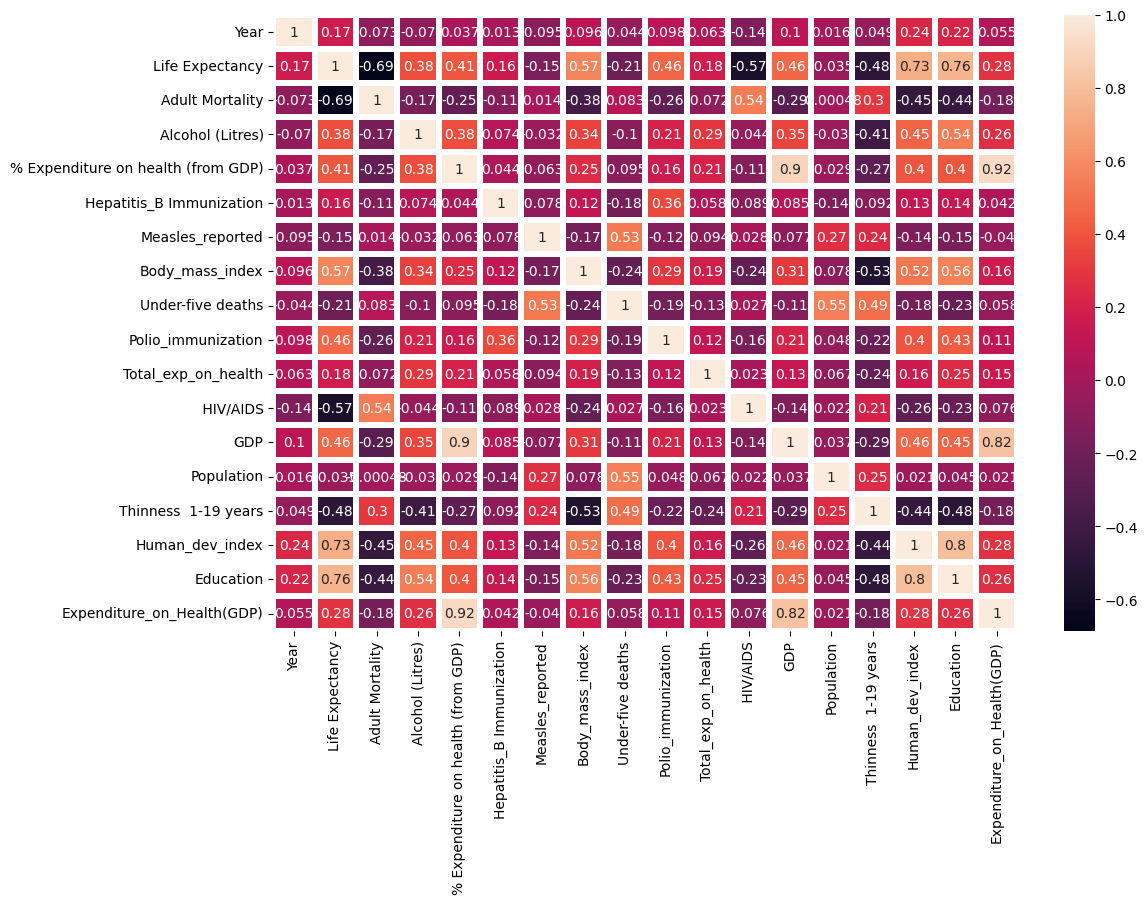 Year 1 0.17 -0.073 -0.07 0.037 0.013 -0.095 0.096 -0.044 0.098 0.063 -0.14 0.1 0.016 -0.049 0.24 0.22 0.055
Life Expectancy 0.17 1 -0.69 0.38 0.41 0.16 -0.15 0.57 -0.21 0.46 0.18 -0.57 0.46 -0.035 -0.48 0.73 0.76 0.28
Adult Mortality -0.073 -0.69 1 -0.17 -0.25 -0.11 0.014 -0.38 0.083 -0.26 -0.072 0.54 -0.29 0.3 -0.45 -0.44 -0.18
Alcohol (Litres) -0.07 0.38 -0.17 1 0.38 0.074 -0.032 0.34 -0.1 0.21 0.29 -0.044 0.35 -0.03 -0.41 0.45 0.54 0.26
% Expenditure on health (from GDP) 0.037 0.41 -0.25 0.38 1 0.044 -0.063 0.25 -0.095 0.16 0.21 -0.11 0.9 -0.029 -0.27 0.4 0.4 0.92
Hepatitis_B Immunization 0.013 0.16 -0.11 0.074 0.044 1 -0.078 0.12 -0.18 0.36 0.058 -0.089 0.085 -0.14 -0.092 0.13 0.14 0.042
Measles_reported -0.095 -0.15 0.014 -0.032 -0.063 -0.078 1 -0.17 0.53 -0.12 -0.094 0.028 -0.077 0.27 0.24 -0.14 -0.15 -0.04
Body_mass_index 0.096 0.57 -0.38 0.34 0.25 0.12 -0.17 1 -0.24 0.29 0.19 -0.24 0.31 -0.078 -0.53 0.52 0.56 0.16
Under-five deaths -0.044 -0.21 0.083 -0.1 -0.095 -0.18 0.53 -0.24 1 -0.19 -0.13 0.027 -0.11 0.55 0.49 -0.18 -0.23 -0.058
Polio_immunization 0.098 0.46 -0.26 0.21 0.16 0.36 -0.12 0.29 -0.19 1 0.12 -0.16 0.21 -0.048 -0.22 0.4 0.43 0.11
Total_exp_on_health 0.063 0.18 -0.072 0.29 0.21 0.058 -0.094 0.19 -0.13 0.12 1 -0.023 0.13 -0.067 -0.24 0.16 0.25 0.15
HIV/AIDS -0.14 -0.57 0.54 -0.044 -0.11 -0.089 0.028 -0.24 0.027 -0.16 -0.023 1 -0.14 -0.022 0.21 -0.26 -0.23 -0.076
GDP 0.1 0.46 -0.29 0.35 0.9 0.085 -0.077 0.31 -0.11 0.21 0.13 -0.14 1 -0.037 -0.29 0.46 0.45 0.82
Population 0.016 -0.035 -0.03 -0.029 -0.14 0.27 -0.078 0.55 -0.048 -0.067 -0.022 -0.037 1 0.25 -0.021 -0.045 -0.021
Thinness  1-19 years -0.049 -0.48 0.3 -0.41 -0.27 -0.092 0.24 -0.53 0.49 -0.22 -0.24 0.21 -0.29 0.25 1 -0.44 -0.48 -0.18
Human_dev_index 0.24 0.73 -0.45 0.45 0.4 0.13 -0.14 0.52 -0.18 0.4 0.16 -0.26 0.46 -0.021 -0.44 1 0.8 0.28
Education 0.22 0.76 -0.44 0.54 0.4 0.14 -0.15 0.56 -0.23 0.43 0.25 -0.23 0.45 -0.045 -0.48 0.8 1 0.26
Expenditure_on_Health(GDP) 0.055 0.28 -0.18 0.26 0.92 0.042 -0.04 0.16 -0.058 0.11 0.15 -0.076 0.82 -0.021 -0.18 0.28 0.26 1
Year
Life Expectancy
Adult Mortality
Alcohol (Litres)
% Expenditure on health (from GDP)
Hepatitis_B Immunization
Measles_reported
Body_mass_index
Under-five deaths
Polio_immunization
Total_exp_on_health
HIV/AIDS
GDP
Population
Thinness  1-19 years
Human_dev_index
Education
Expenditure_on_Health(GDP)
1.0
0.8
0.6
0.4
0.2
0.0
−0.2
−0.4
−0.6